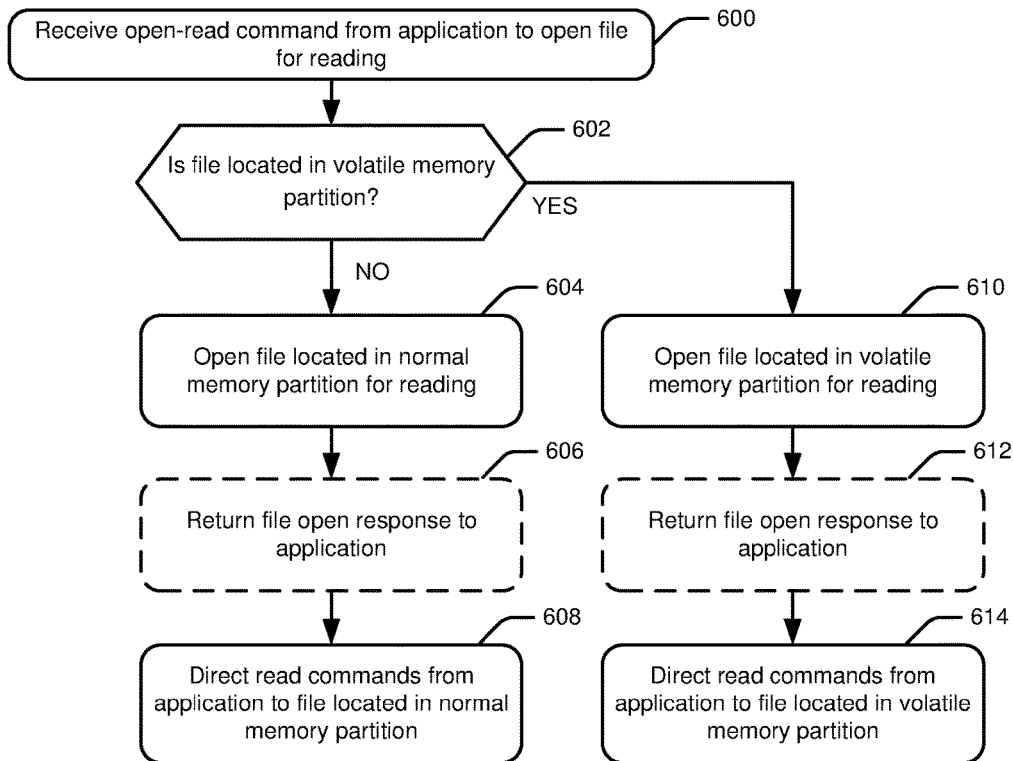 Receive open-read command from application to open file
for reading
600
Is file located in volatile memory
partition?
602
YES
NO
604
Open file located in normal
memory partition for reading
610
Open file located in volatile
memory partition for reading
606
Return file open response to
application
612
Return file open response to
application
608
Direct read commands from
application to file located in normal
memory partition
614
Direct read commands from
application to file located in volatile
memory partition